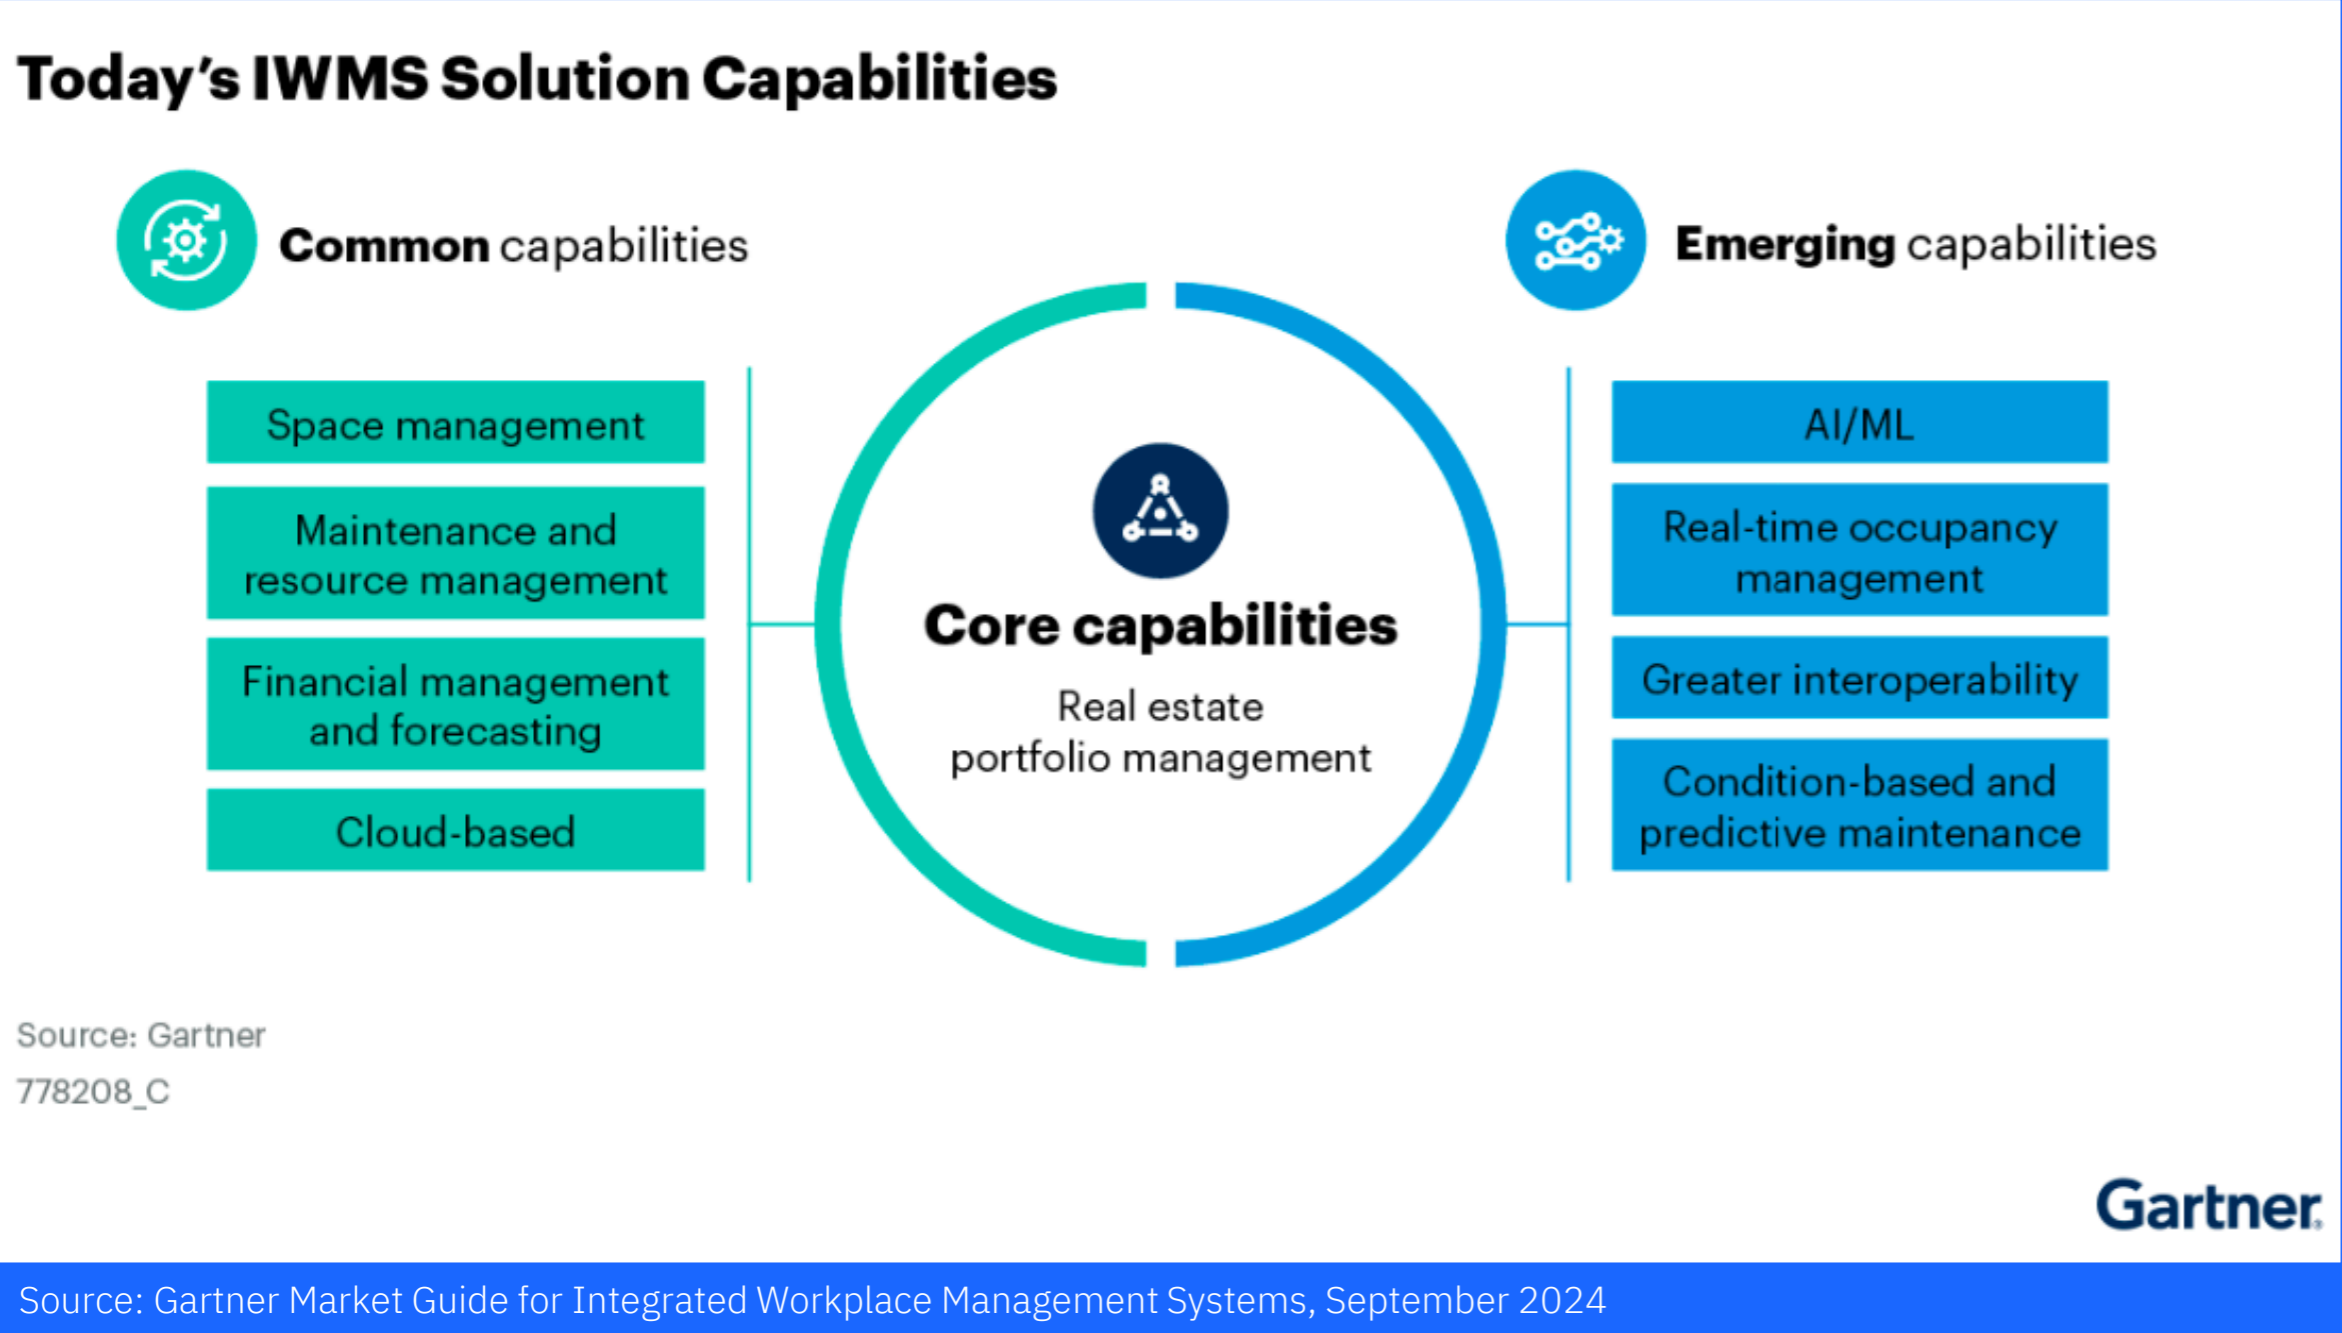 Today's IWMS Solution Capabilities
Common capabilities
Space management
Maintenance and
resource management
Financial management
and forecasting
Cloud-based
Core capabilities
Real estate
portfolio management
Emerging capabilities
AI/ML
Real-time occupancy
management
Greater interoperability
Condition-based and
predictive maintenance
Source: Gartner
778208_C
Gartner®
Source: Gartner Market Guide for Integrated Workplace Management Systems, September 2024